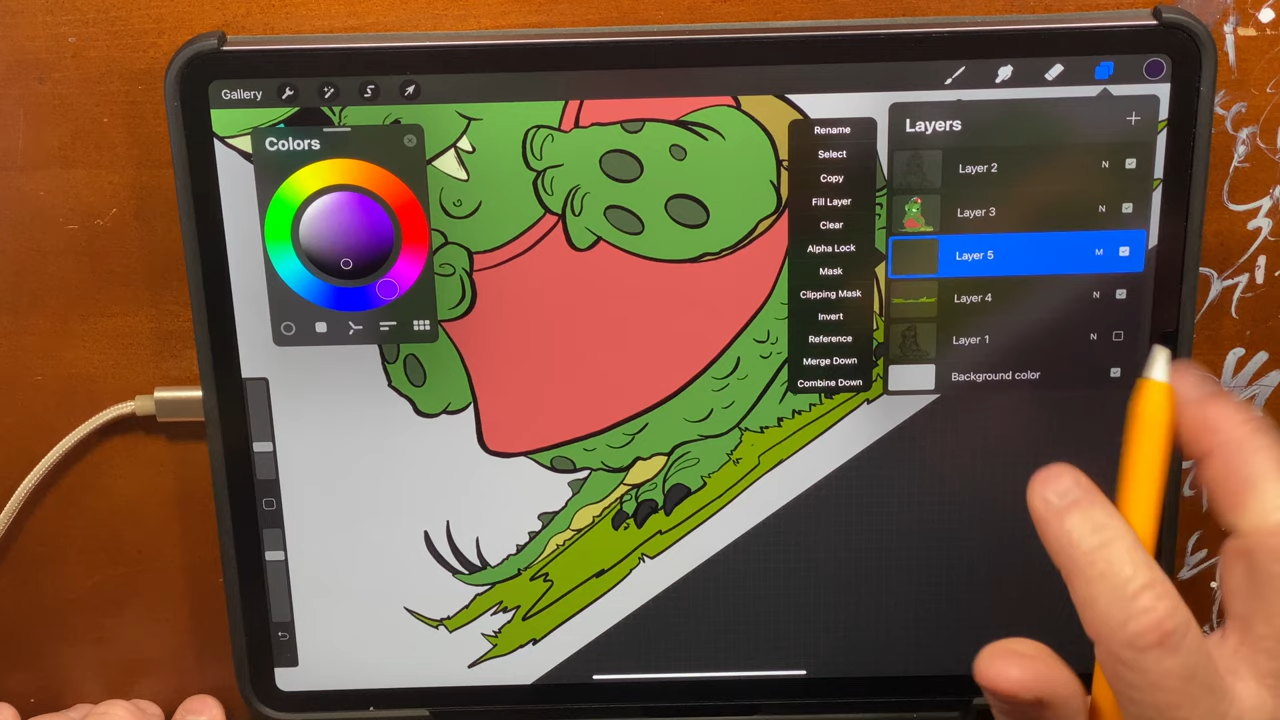 Gallery
Colors
Rename
Select
Copy
Fill Layer
Clear
Alpha Lock
Mask
Clipping Mask
Invert
Reference
Merge Down
Combine Down
Layers
Layer 2 N
Layer 3 N
Layer 5 M
Layer 4 N
Layer 1 N
Background color